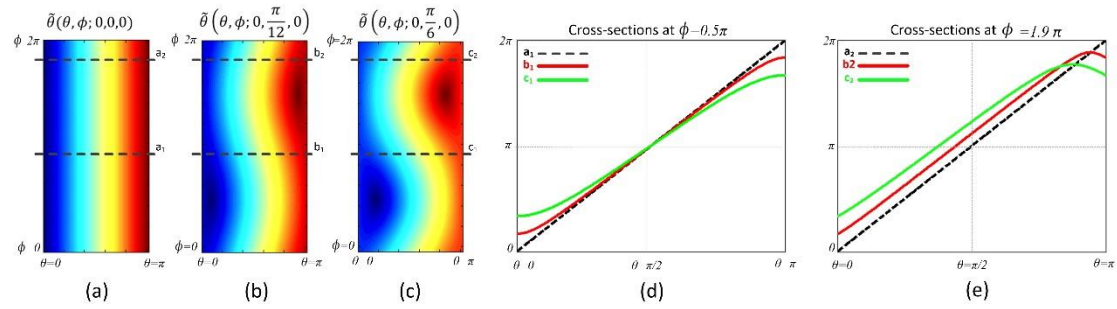 θ̃(θ,ϕ;0,0,0)
ϕ
2π
a₂
a₁
ϕ 0
θ=0 θ=π
(a)
θ̃(θ,ϕ;0,π/12,0)
ϕ
2π
b₂
b₁
ϕ=0
θ=0 θ=π
(b)
θ̃(θ,ϕ;0,π/6,0)
ϕ=2π
c₂
c
ϕ=0
θ 0 θ π
(c)
Cross-sections at ϕ−0.5π
2π
a₁
b₁
c₁
π
0
θ 0 θ π/2 θ π
(d)
Cross-sections at ϕ =1.9 π
2π
a₂
b2
c₂
π
0
θ=0 θ=π/2 θ=π
(e)